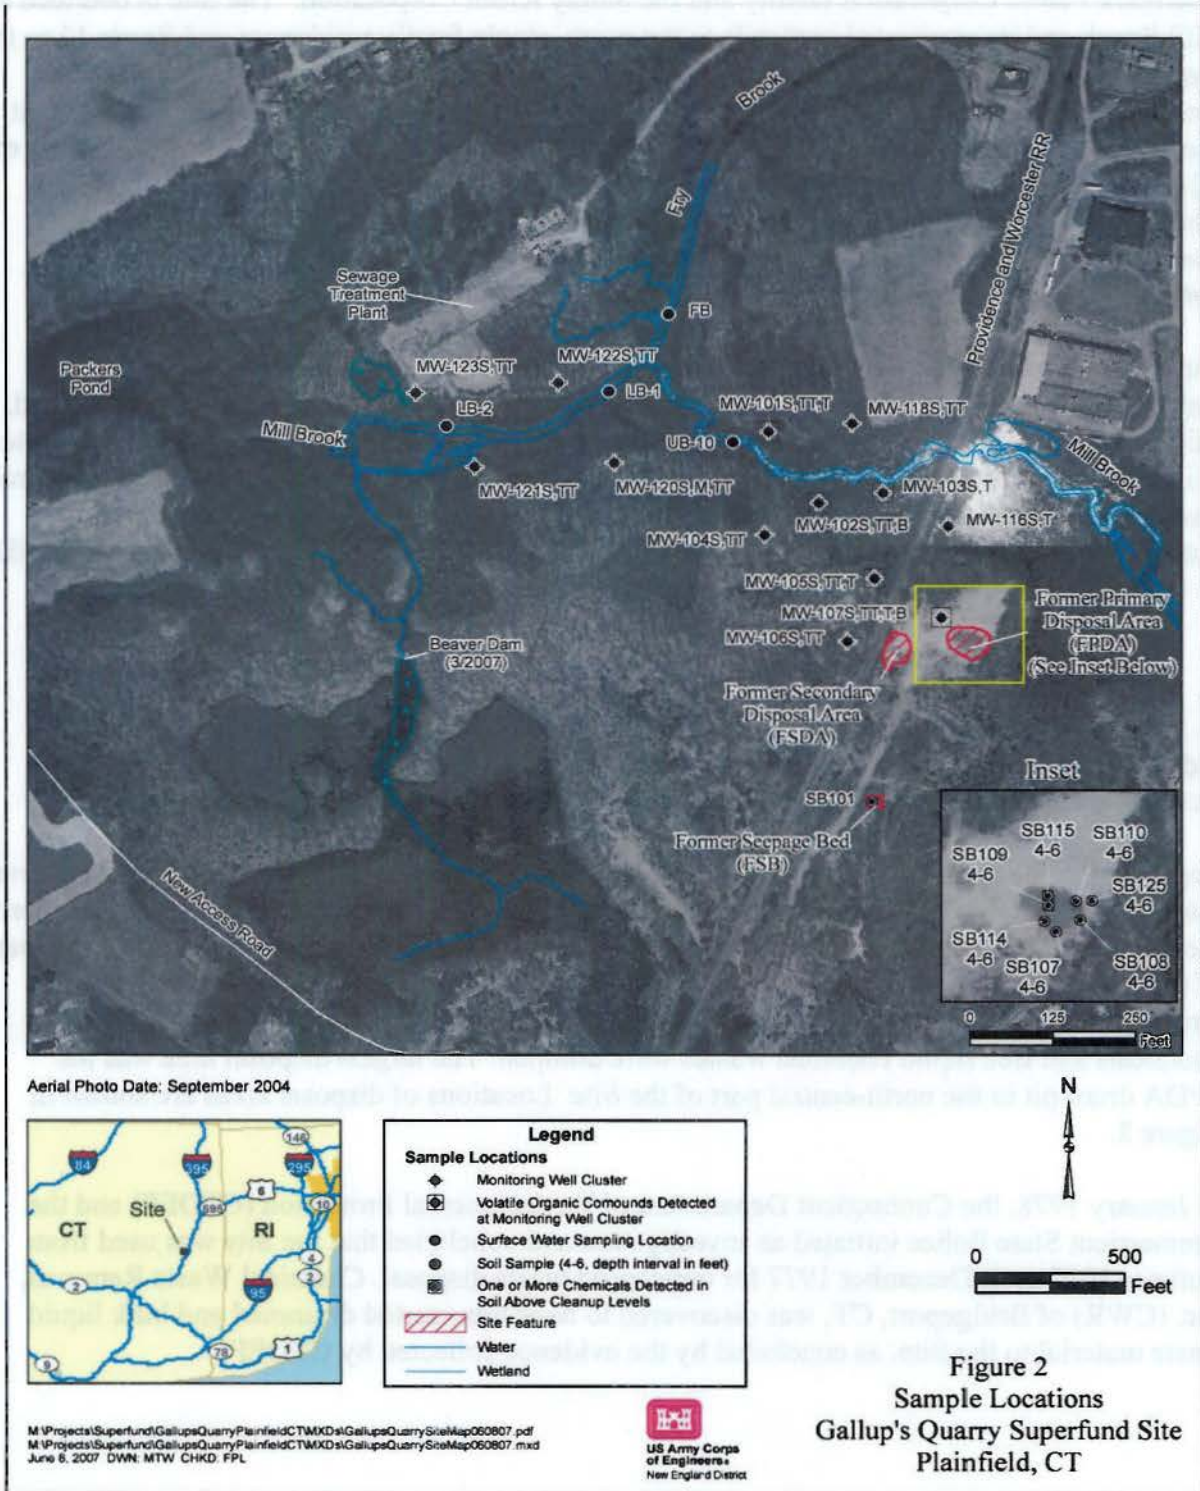 Brook
Fry
Providence and Worcester RR
Sewage
Treatment
Plant
FB
Packers
Pond
MW-123S,TT
MW-122S,TT
LB-1
LB-2
MW-101S,TT,T
MW-118S,TT
Mill Brook
UB-10
Mill Brook
MW-121S,TT
MW-120S,M,TT
MW-103S,T
MW-102S,TT,B
MW-116S,T
MW-104S,TT
MW-105S,TT,T
MW-107S,TT,T,B
MW-106S,TT
Former Primary
Disposal Area
(FPDA)
(See Inset Below)
Beaver Dam
(3/2007)
Former Secondary
Disposal Area
(FSDA)
Inset
SB101
Former Seepage Bed
(FSB)
SB115
4-6
SB110
4-6
SB109
4-6
SB125
4-6
SB114
4-6
SB107
4-6
SB108
4-6
New Access Road
0 125 250
Feet
Aerial Photo Date: September 2004
N
84
395
146
295
6
695
10
CT
Site
RI
4
2
2
95
78
1
9
Legend
Sample Locations
Monitoring Well Cluster
Volatile Organic Comounds Detected
at Monitoring Well Cluster
Surface Water Sampling Location
Soil Sample (4-6, depth interval in feet)
One or More Chemicals Detected in
Soil Above Cleanup Levels
Site Feature
Water
Wetland
0 500
Feet
Figure 2
Sample Locations
Gallup's Quarry Superfund Site
Plainfield, CT
M:\Projects\Superfund\GallupsQuarryPlainfieldCT\MXDs\GallupsQuarrySiteMap060807.pdf
M:\Projects\Superfund\GallupsQuarryPlainfieldCT\MXDs\GallupsQuarrySiteMap060807.mxd
June 6, 2007 DWN: MTW CHKD: FPL
US Army Corps
of Engineers®
New England District